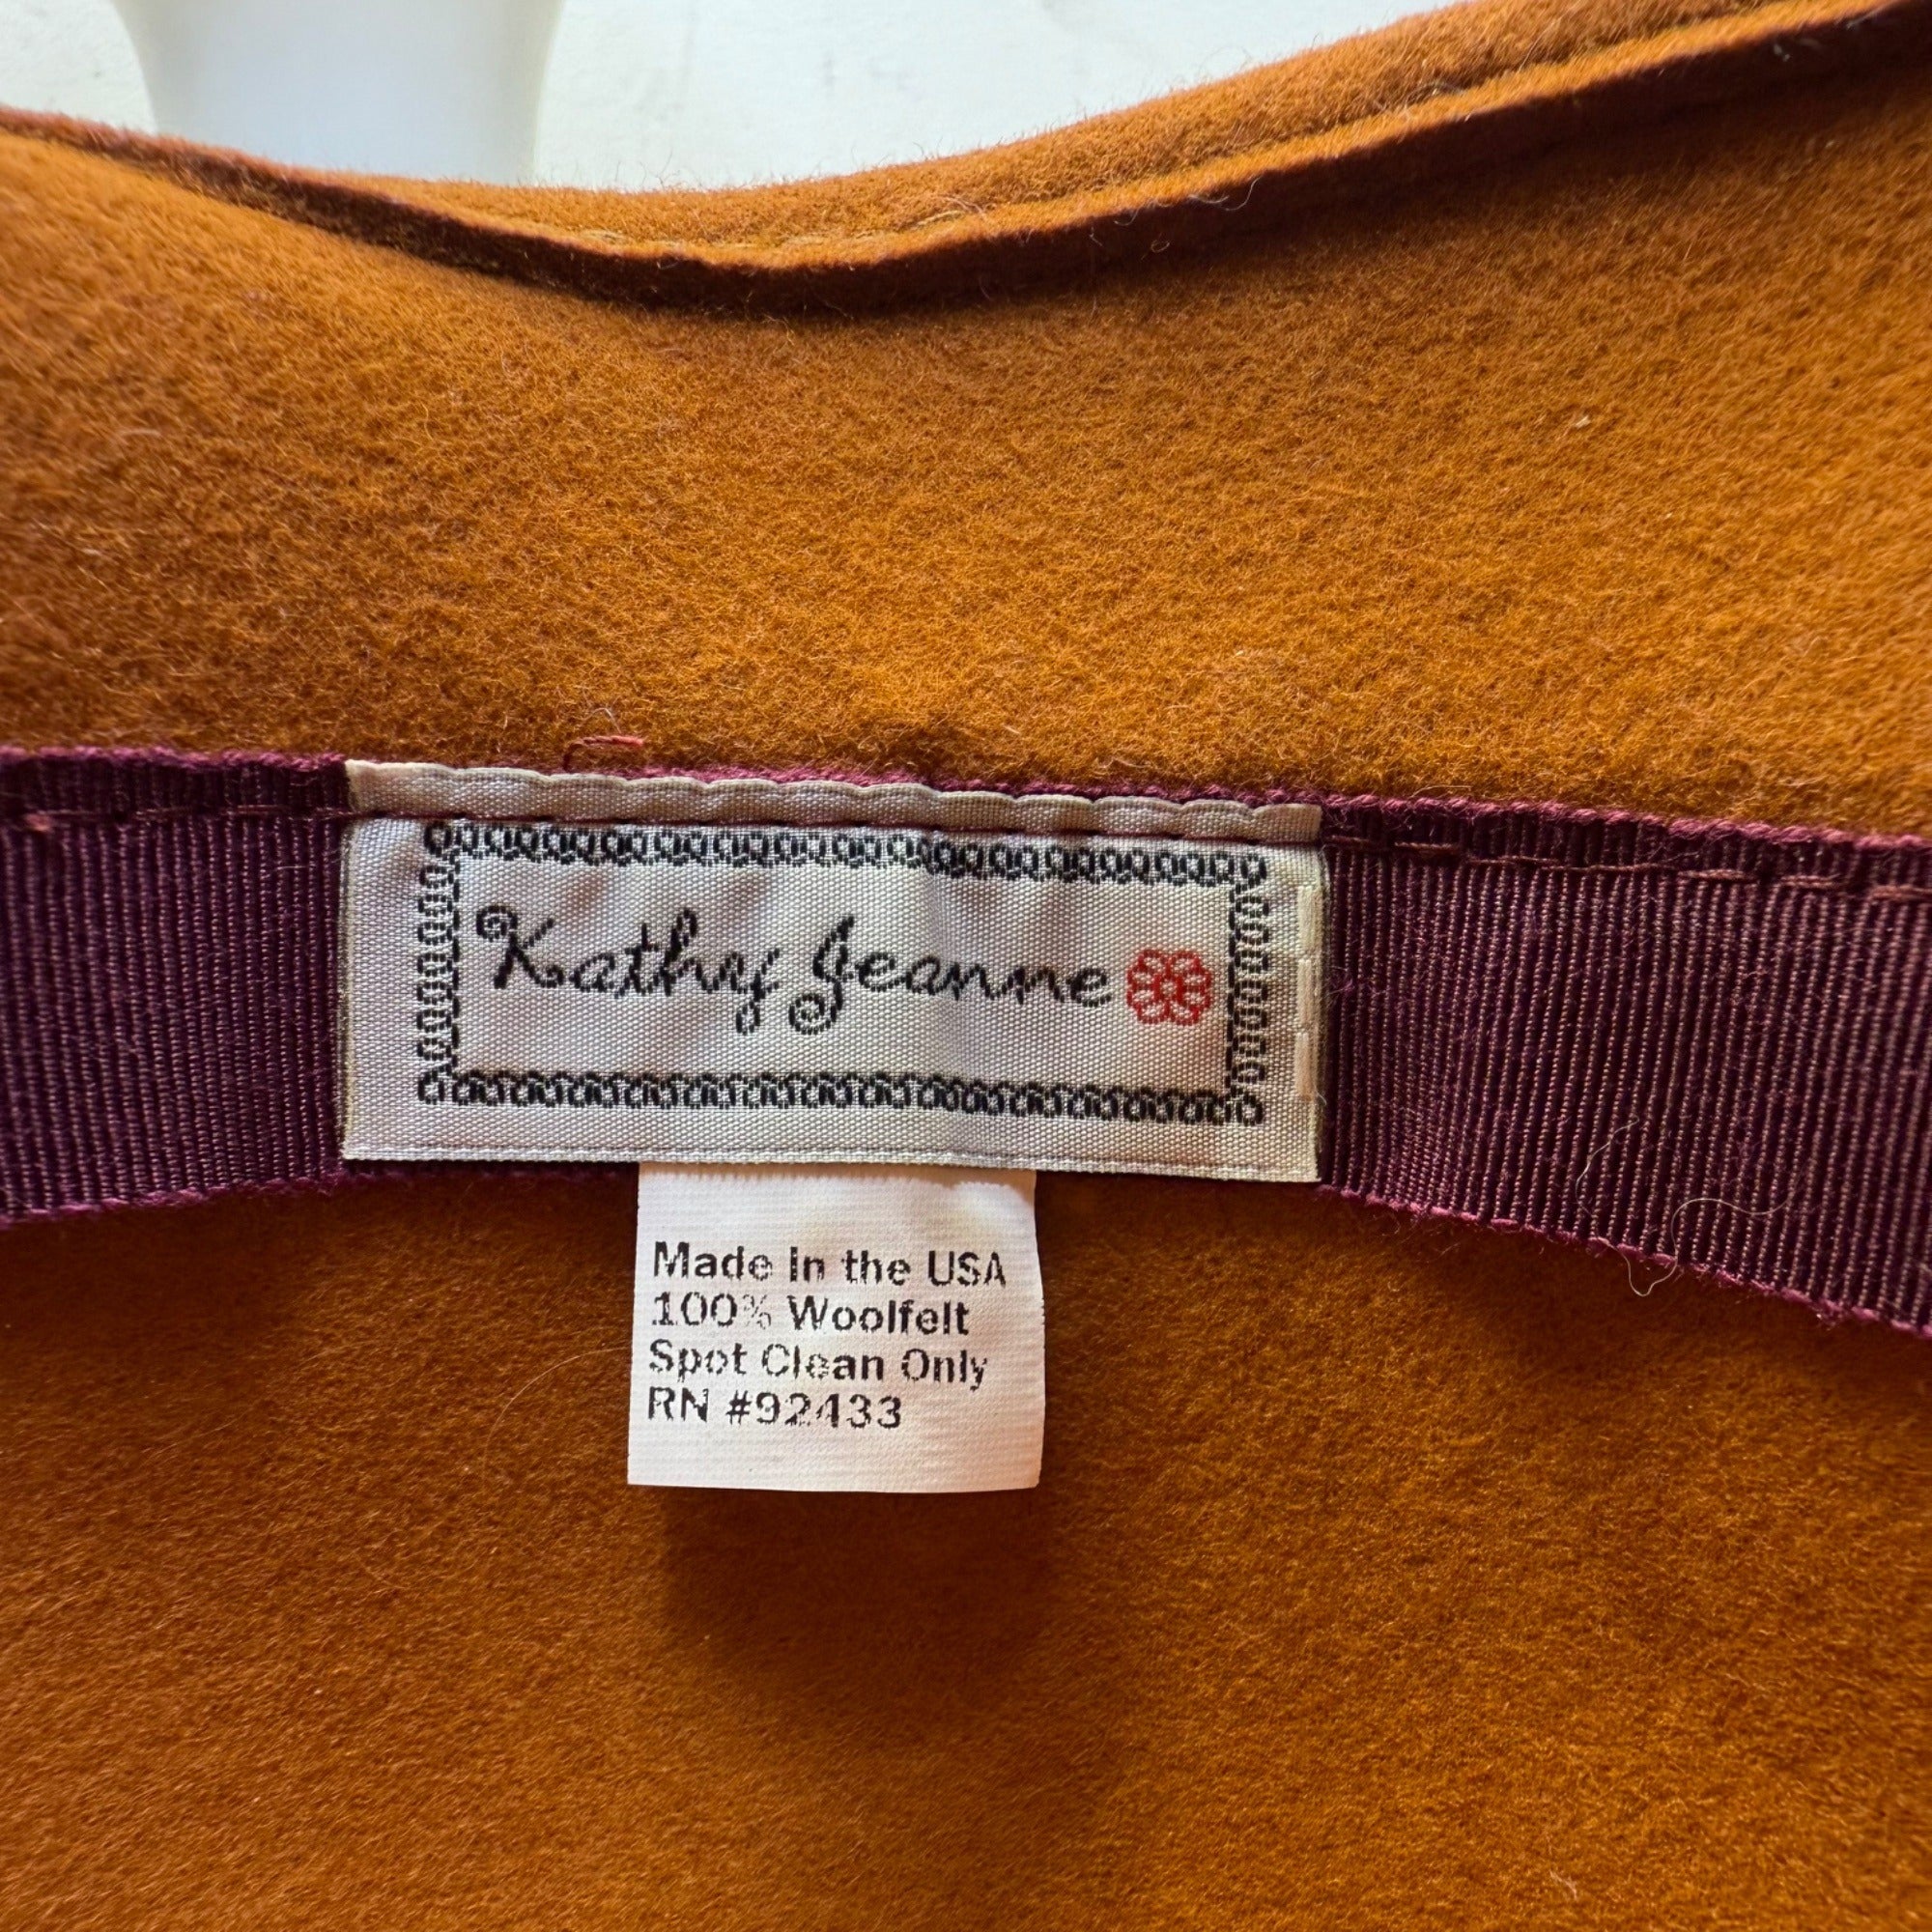 Kathy Jeanne
Made in the USA
100% Woolfelt
Spot Clean Only
RN #92433